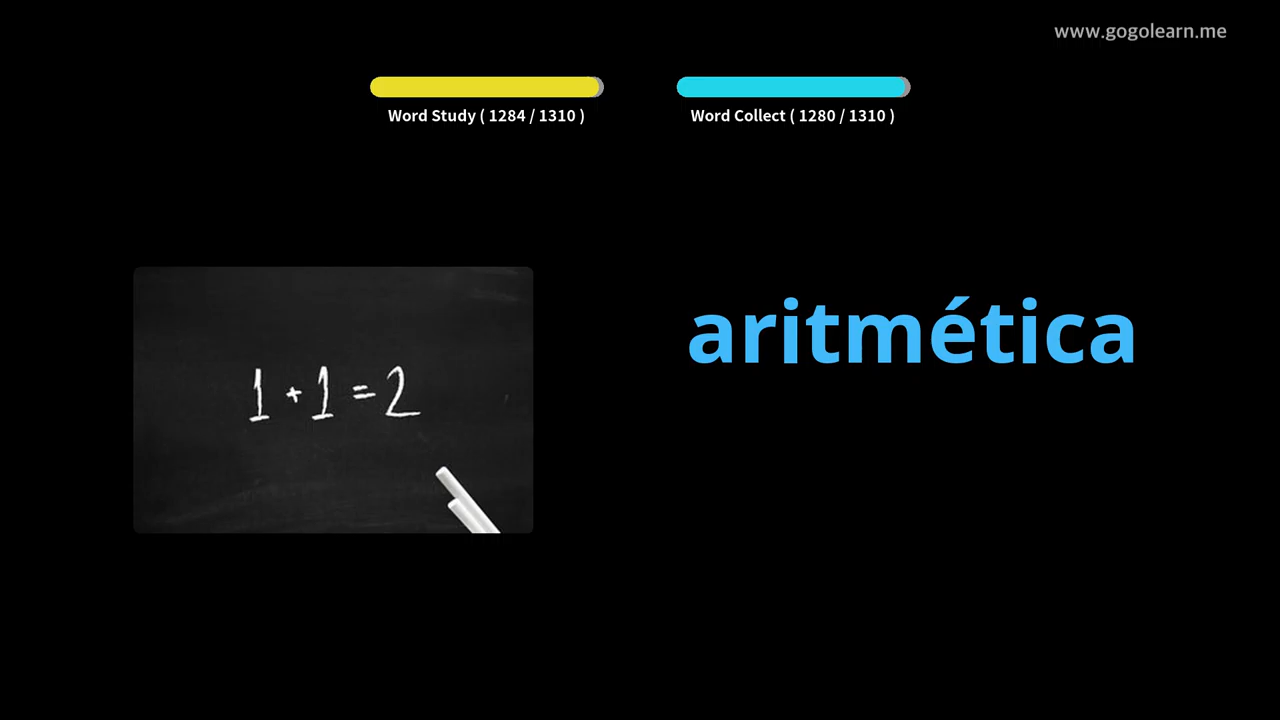 www.gogolearn.me
Word Study ( 1284 / 1310 )
Word Collect ( 1280 / 1310 )
aritmética
1 + 1 = 2